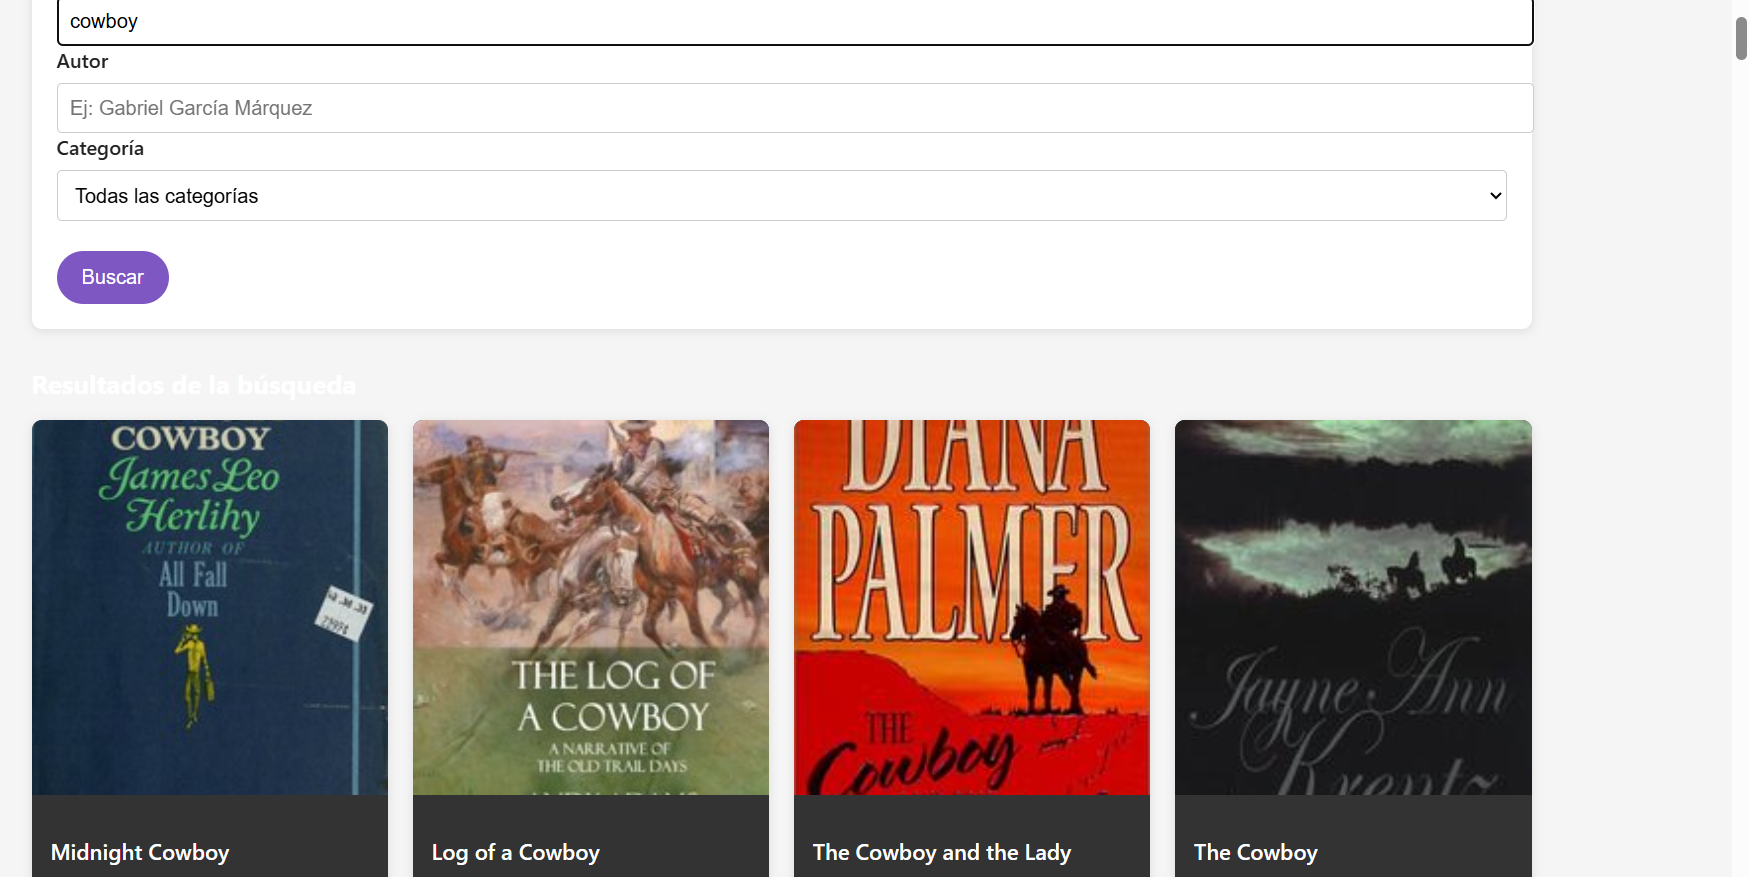 cowboy
Autor
Ej: Gabriel García Márquez
Categoría
Todas las categorías
Buscar
Resultados de la búsqueda
COWBOY
James Leo
Herlihy
AUTHOR OF
All Fall
Down
THE LOG OF
A COWBOY
A NARRATIVE OF
THE OLD TRAIL DAYS
ANDY ADAMS
DIANA
PALMER
THE
Cowboy
Jayne Ann
Krentz
Midnight Cowboy
Log of a Cowboy
The Cowboy and the Lady
The Cowboy